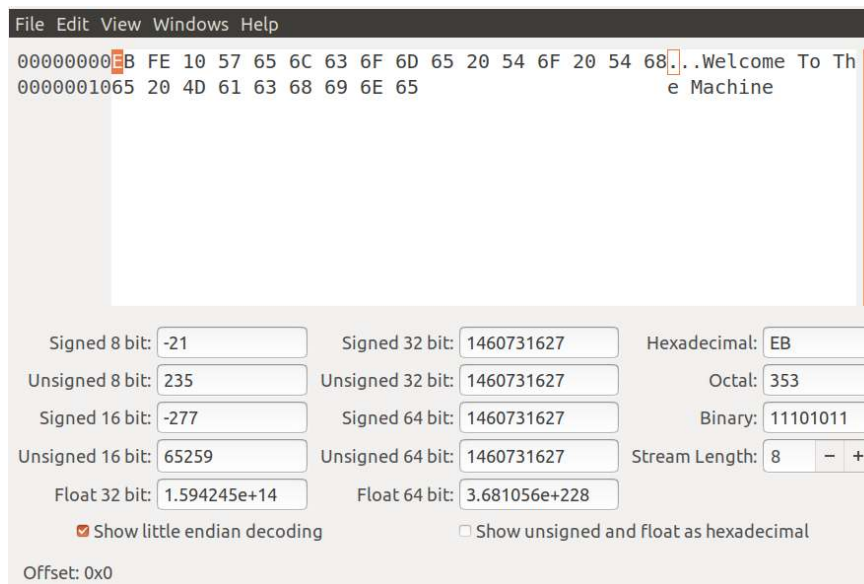 File Edit View Windows Help
00000000EB FE 10 57 65 6C 63 6F 6D 65 20 54 6F 20 54 68...Welcome To Th
0000001065 20 4D 61 63 68 69 6E 65 e Machine
Signed 8 bit: -21 Signed 32 bit: 1460731627 Hexadecimal: EB
Unsigned 8 bit: 235 Unsigned 32 bit: 1460731627 Octal: 353
Signed 16 bit: -277 Signed 64 bit: 1460731627 Binary: 11101011
Unsigned 16 bit: 65259 Unsigned 64 bit: 1460731627 Stream Length: 8 − +
Float 32 bit: 1.594245e+14 Float 64 bit: 3.681056e+228
Show little endian decoding Show unsigned and float as hexadecimal
Offset: 0x0